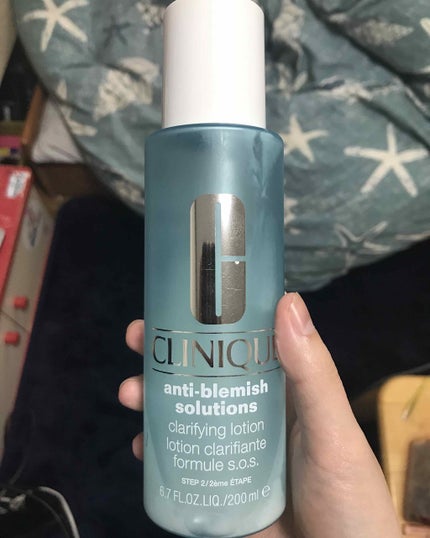 CLINIQUE
anti-blemish
solutions
clarifying lotion
lotion clarifiante
formule s.o.s.
STEP 2/2ème ÉTAPE
6.7 FL.OZ.LIQ./200 ml e